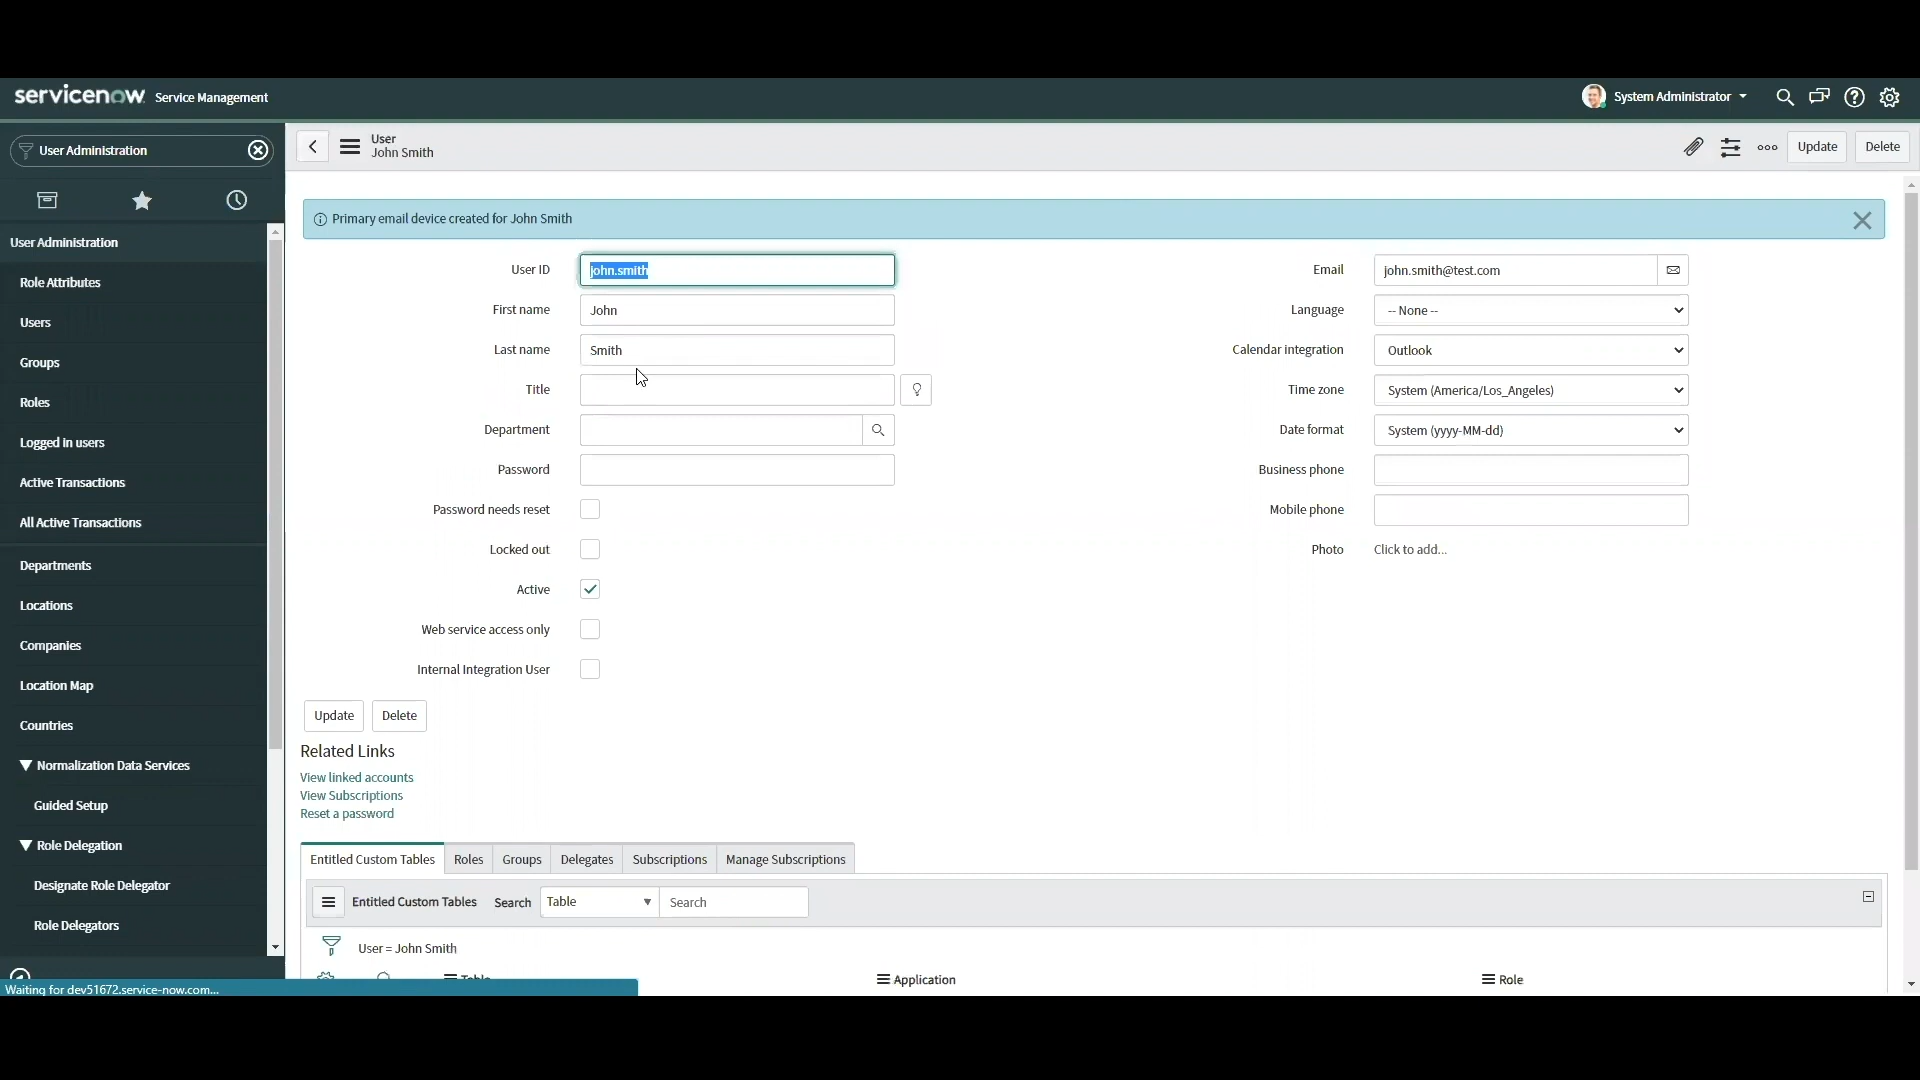 servicenow Service Management
System Administrator
User Administration
User
John Smith
Update
Delete
Primary email device created for John Smith
User Administration
Role Attributes
Users
Groups
Roles
Logged in users
Active Transactions
All Active Transactions
Departments
Locations
Companies
Location Map
Countries
Normalization Data Services
Guided Setup
Role Delegation
Designate Role Delegator
Role Delegators
Waiting for dev51672.service-now.com...
User ID john.smith
First name John
Last name Smith
Title
Department
Password
Password needs reset
Locked out
Active
Web service access only
Internal Integration User
Email john.smith@test.com
Language -- None --
Calendar integration Outlook
Time zone System (America/Los_Angeles)
Date format System (yyyy-MM-dd)
Business phone
Mobile phone
Photo Click to add...
Update Delete
Related Links
View linked accounts
View Subscriptions
Reset a password
Entitled Custom Tables Roles Groups Delegates Subscriptions Manage Subscriptions
Entitled Custom Tables Search Table Search
User = John Smith
Table Application Role